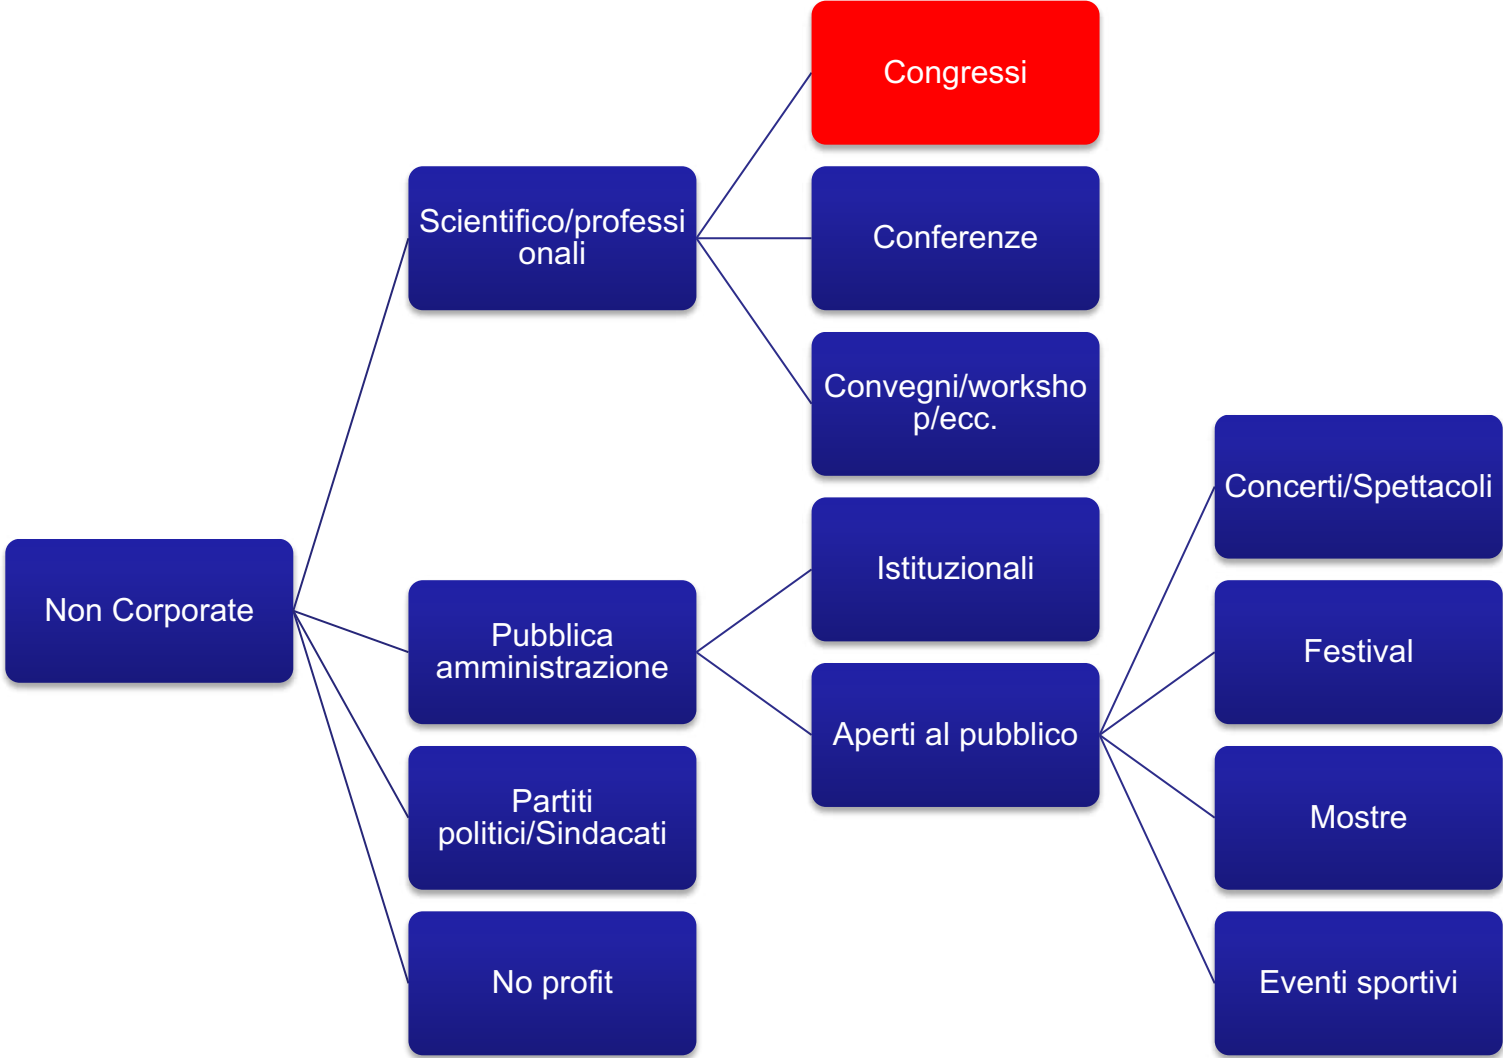 Congressi
Scientifico/professi
onali
Conferenze
Convegni/worksho
p/ecc.
Concerti/Spettacoli
Istituzionali
Non Corporate
Pubblica
amministrazione
Festival
Aperti al pubblico
Partiti
politici/Sindacati
Mostre
No profit
Eventi sportivi